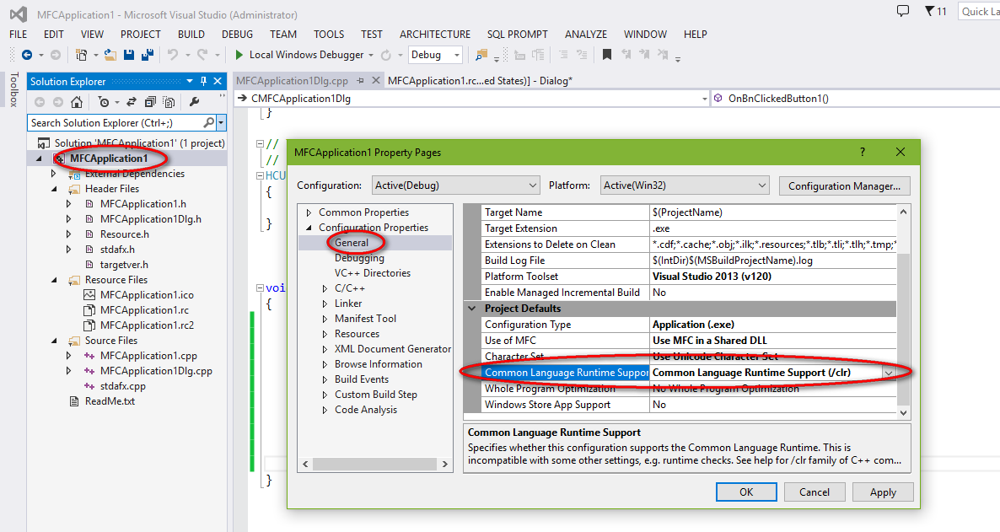 MFCApplication1 - Microsoft Visual Studio (Administrator)
11
Quick La
FILE EDIT VIEW PROJECT BUILD DEBUG TEAM TOOLS TEST ARCHITECTURE SQL PROMPT ANALYZE WINDOW HELP
Local Windows Debugger Debug
Toolbox
Solution Explorer
Search Solution Explorer (Ctrl+;)
Solution 'MFCApplication1' (1 project)
MFCApplication1
External Dependencies
Header Files
MFCApplication1.h
MFCApplication1Dlg.h
Resource.h
stdafx.h
targetver.h
Resource Files
MFCApplication1.ico
MFCApplication1.rc
MFCApplication1.rc2
Source Files
MFCApplication1.cpp
MFCApplication1Dlg.cpp
stdafx.cpp
ReadMe.txt
MFCApplication1Dlg.cpp MFCApplication1.rc...ed States)] - Dialog*
CMFCApplication1Dlg OnBnClickedButton1()
}
//
//
HCU
{
}
voi
{
}
MFCApplication1 Property Pages ?
Configuration: Active(Debug) Platform: Active(Win32) Configuration Manager...
Common Properties
Configuration Properties
General
Debugging
VC++ Directories
C/C++
Linker
Manifest Tool
Resources
XML Document Generator
Browse Information
Build Events
Custom Build Step
Code Analysis
Target Name $(ProjectName)
Target Extension .exe
Extensions to Delete on Clean *.cdf;*.cache;*.obj;*.ilk;*.resources;*.tlb;*.tli;*.tlh;*.tmp;*
Build Log File $(IntDir)$(MSBuildProjectName).log
Platform Toolset Visual Studio 2013 (v120)
Enable Managed Incremental Build No
Project Defaults
Configuration Type Application (.exe)
Use of MFC Use MFC in a Shared DLL
Character Set Use Unicode Character Set
Common Language Runtime Suppor Common Language Runtime Support (/clr)
Whole Program Optimization No Whole Program Optimization
Windows Store App Support No
Common Language Runtime Support
Specifies whether this configuration supports the Common Language Runtime. This is
incompatible with some other settings, e.g. runtime checks. See help for /clr family of C++ com...
OK Cancel Apply